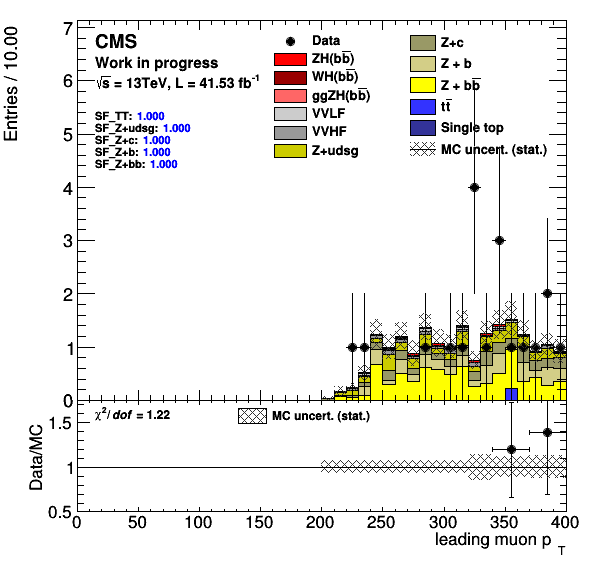 CMS
Work in progress
√s = 13TeV, L = 41.53 fb⁻¹
SF_TT: 1.000
SF_Z+udsg: 1.000
SF_Z+c: 1.000
SF_Z+b: 1.000
SF_Z+bb: 1.000
Data
ZH(bb̅)
WH(bb̅)
ggZH(bb̅)
VVLF
VVHF
Z+udsg
Z+c
Z + b
Z + bb̅
tt̅
Single top
MC uncert. (stat.)
Entries / 10.00
7
6
5
4
3
2
1
0
χ²/dof = 1.22
MC uncert. (stat.)
Data/MC
1.5
1
0.5
0 50 100 150 200 250 300 350 400
leading muon p_T